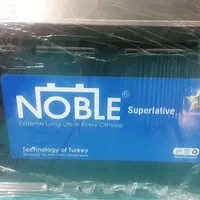 NOBLE®
Superlative
Extreme Long Life in Every Climate
Technology of Turkey